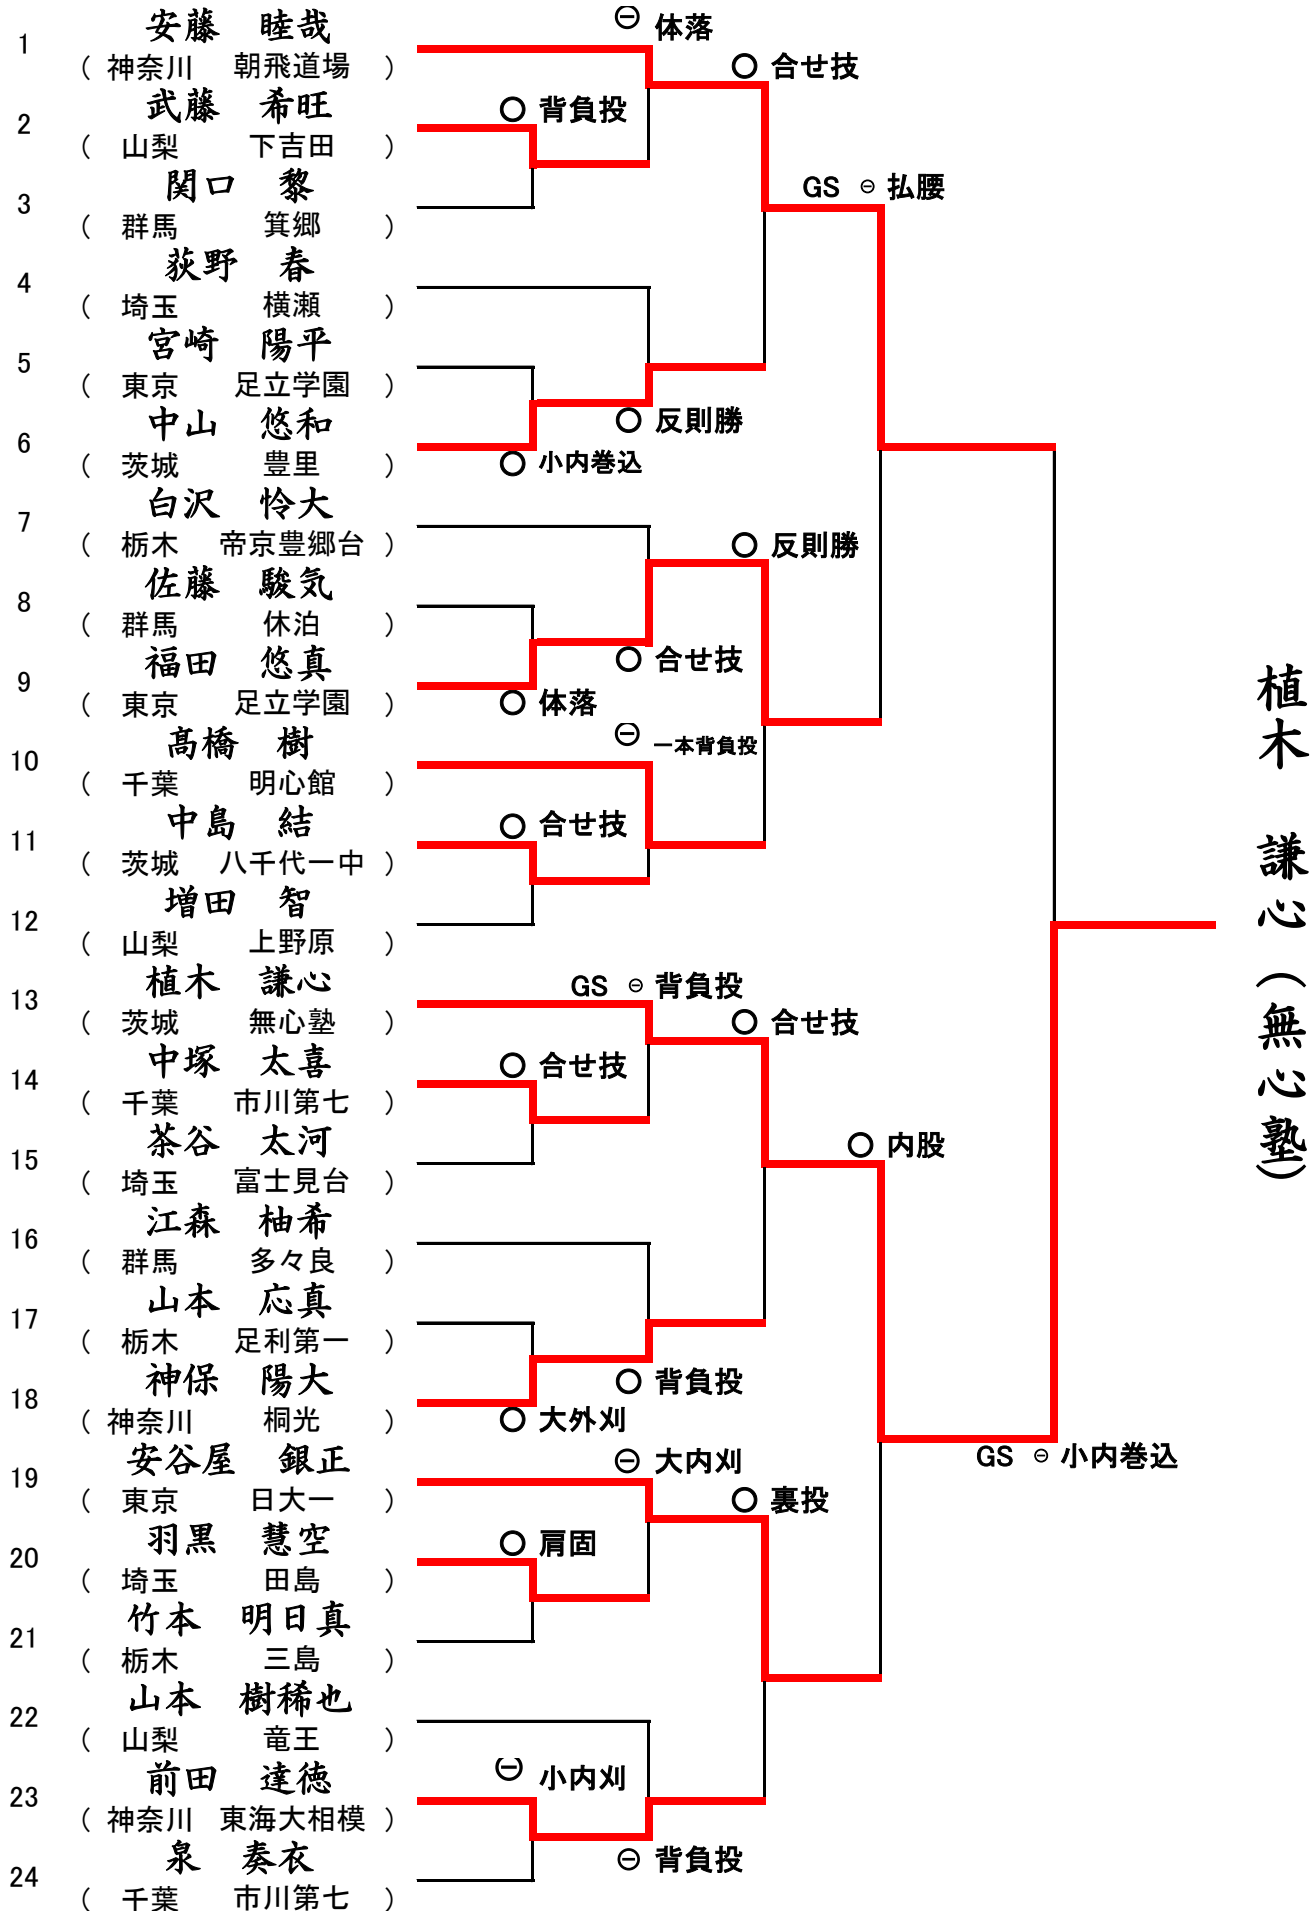 1 安藤 睦哉
( 神奈川 朝飛道場 )
⊖ 体落
○ 合せ技
2 武藤 希旺
( 山梨 下吉田 )
○ 背負投
3 関口 黎
( 群馬 箕郷 )
GS ⊖ 払腰
4 荻野 春
( 埼玉 横瀬 )
5 宮崎 陽平
( 東京 足立学園 )
6 中山 悠和
( 茨城 豊里 )
○ 反則勝
○ 小内巻込
7 白沢 怜大
( 栃木 帝京豊郷台 )
○ 反則勝
8 佐藤 駿気
( 群馬 休泊 )
9 福田 悠真
( 東京 足立学園 )
○ 合せ技
○ 体落
10 髙橋 樹
( 千葉 明心館 )
⊖ 一本背負投
11 中島 結
( 茨城 八千代一中 )
○ 合せ技
12 増田 智
( 山梨 上野原 )
13 植木 謙心
( 茨城 無心塾 )
GS ⊖ 背負投
○ 合せ技
14 中塚 太喜
( 千葉 市川第七 )
○ 合せ技
15 茶谷 太河
( 埼玉 富士見台 )
○ 内股
16 江森 柚希
( 群馬 多々良 )
17 山本 応真
( 栃木 足利第一 )
18 神保 陽大
( 神奈川 桐光 )
○ 背負投
○ 大外刈
19 安谷屋 銀正
( 東京 日大一 )
⊖ 大内刈
○ 裏投
GS ⊖ 小内巻込
20 羽黒 慧空
( 埼玉 田島 )
○ 肩固
21 竹本 明日真
( 栃木 三島 )
22 山本 樹稀也
( 山梨 竜王 )
23 前田 達徳
( 神奈川 東海大相模 )
⊖ 小内刈
24 泉 奏衣
( 千葉 市川第七 )
⊖ 背負投
植木 謙心(無心塾)